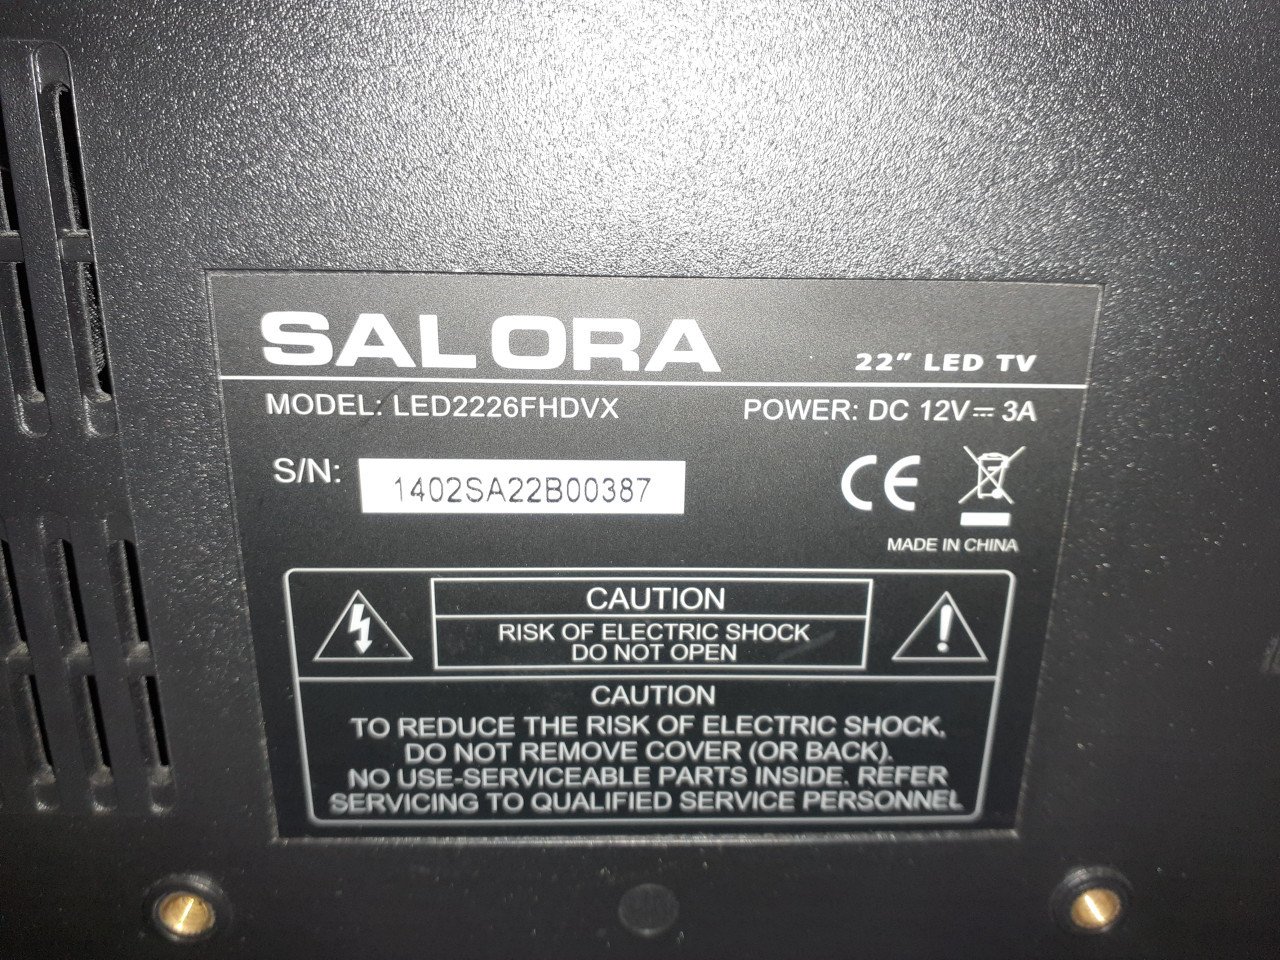 SALORA
22" LED TV
MODEL: LED2226FHDVX
POWER: DC 12V⎓ 3A
S/N: 1402SA22B00387
CE
MADE IN CHINA
CAUTION
RISK OF ELECTRIC SHOCK
DO NOT OPEN
CAUTION
TO REDUCE THE RISK OF ELECTRIC SHOCK,
DO NOT REMOVE COVER (OR BACK).
NO USE-SERVICEABLE PARTS INSIDE. REFER
SERVICING TO QUALIFIED SERVICE PERSONNEL